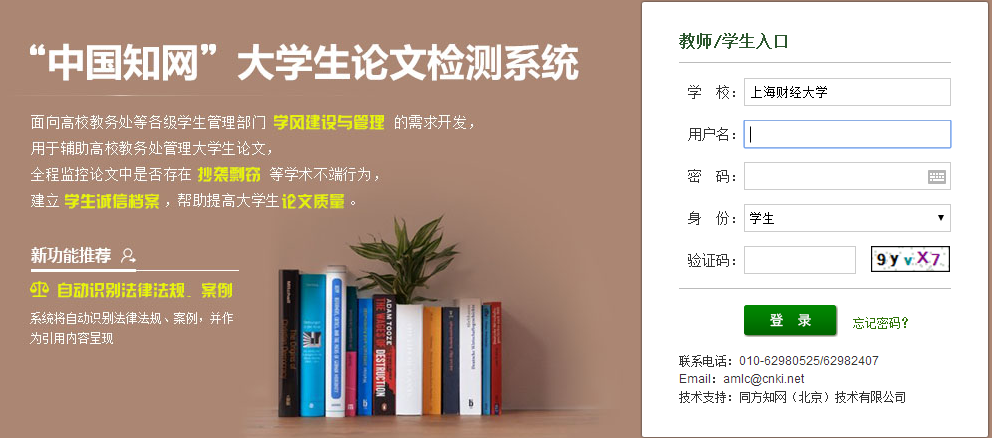 “中国知网”大学生论文检测系统
面向高校教务处等各级学生管理部门 学风建设与管理 的需求开发，
用于辅助高校教务处管理大学生论文，
全程监控论文中是否存在 抄袭剽窃 等学术不端行为，
建立 学生诚信档案 ，帮助提高大学生 论文质量 。
新功能推荐
自动识别法律法规、案例
系统将自动识别法律法规、案例，并作
为引用内容呈现
ADAM TOOZE
THE WAGES OF DESTRUCTION
教师/学生入口
学 校： 上海财经大学
用户名：
密 码：
身 份： 学生
验证码： 9yvX7
登 录 忘记密码?
联系电话：010-62980525/62982407
Email：amlc@cnki.net
技术支持：同方知网（北京）技术有限公司